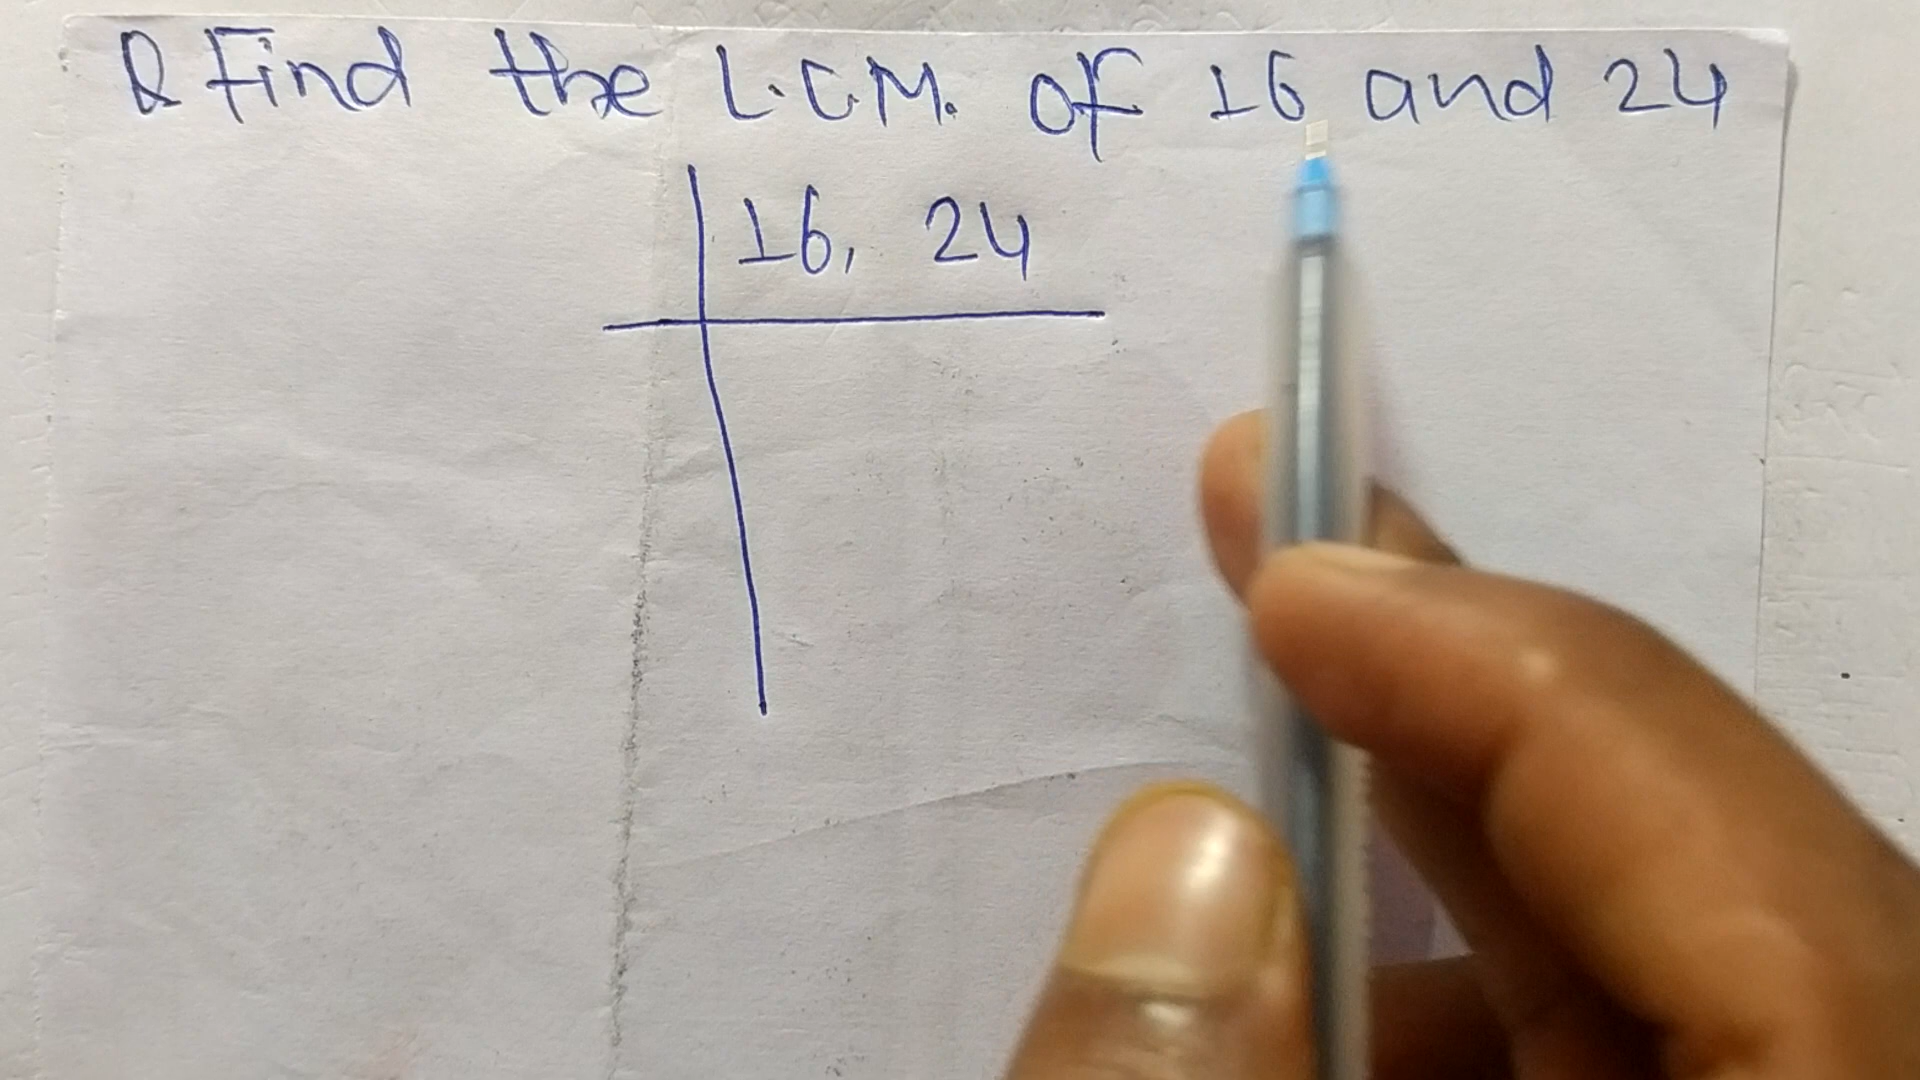 Q Find the L.C.M. of 16 and 24
16, 24